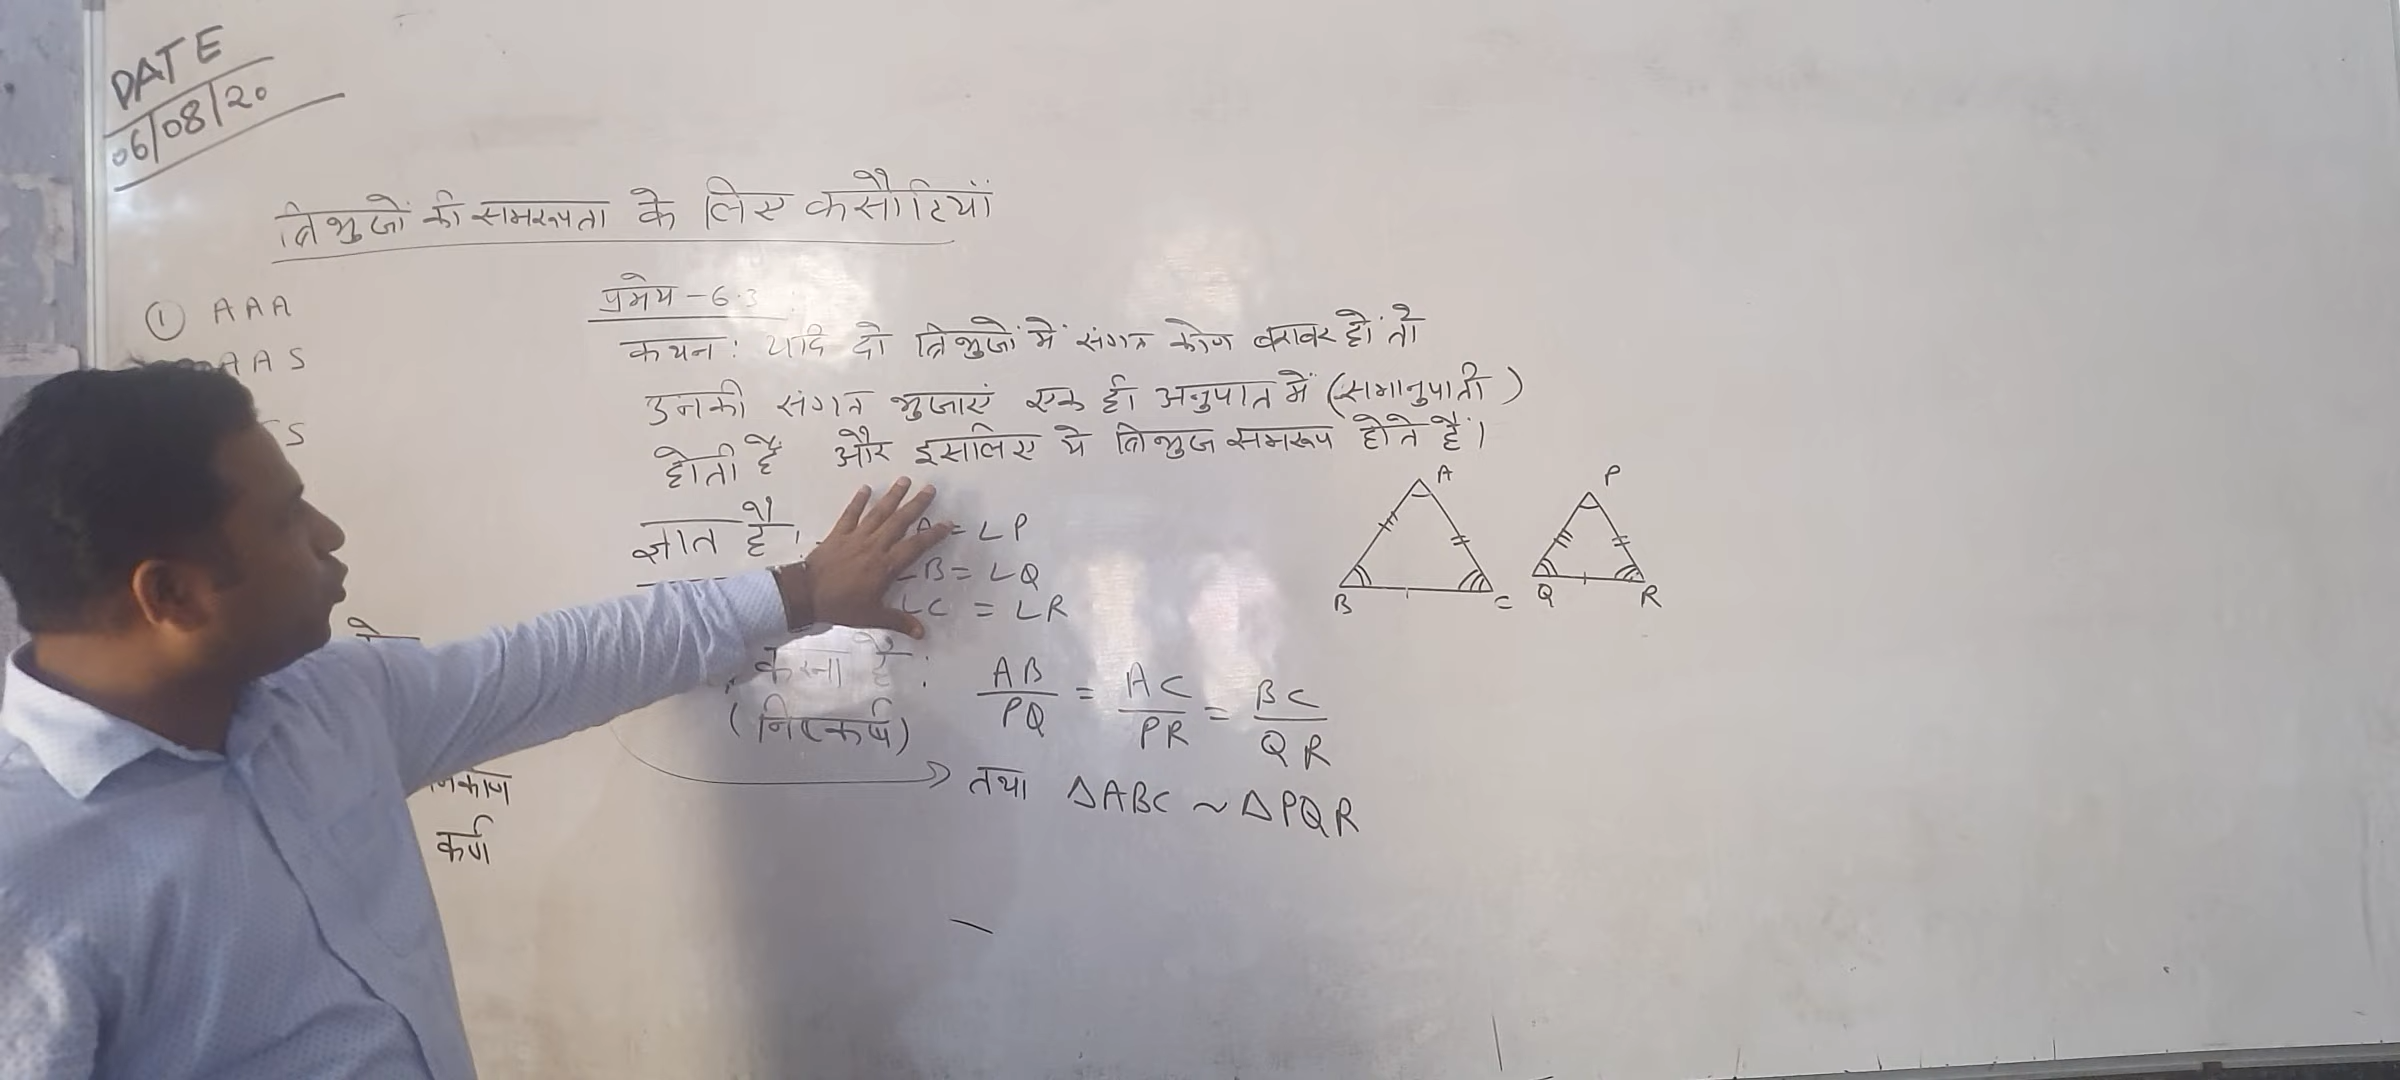 DATE
06/08/20
त्रिभुजों की समरूपता के लिए कसौटियां
① AAA
AAS
S
प्रमेय - 6.3
कथन: यदि दो त्रिभुजों में संगत कोण बराबर हों तो
उनकी संगत भुजाएं एक ही अनुपात में (समानुपाती)
होती हैं और इसलिए ये त्रिभुज समरूप होते हैं।
ज्ञात है: A = ∠P
∠B = ∠Q
∠C = ∠R
A
B
C
P
Q
R
करना है: AB/PQ = AC/PR = BC/QR
(निष्कर्ष)
तथा ΔABC ~ ΔPQR
कर्ण